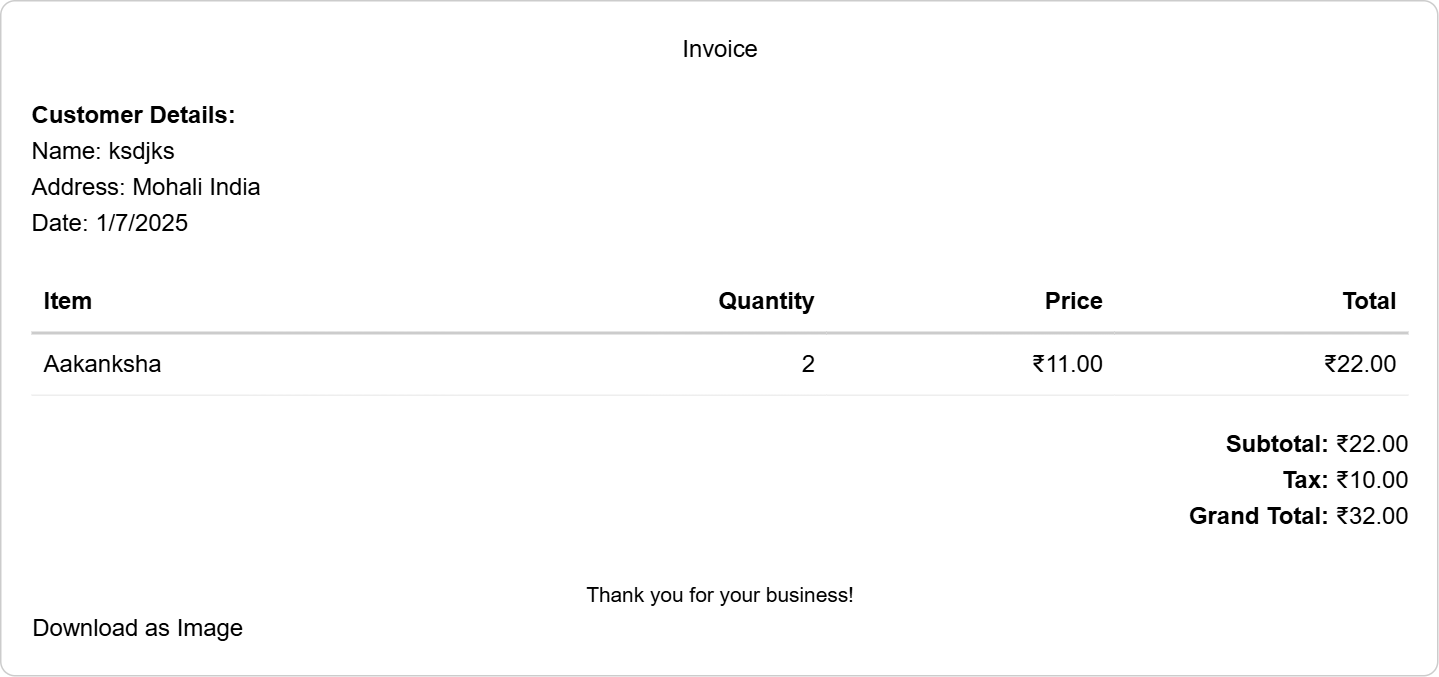 Invoice
Customer Details:
Name: ksdjks
Address: Mohali India
Date: 1/7/2025
Item Quantity Price Total
Aakanksha 2 ₹11.00 ₹22.00
Subtotal: ₹22.00
Tax: ₹10.00
Grand Total: ₹32.00
Thank you for your business!
Download as Image